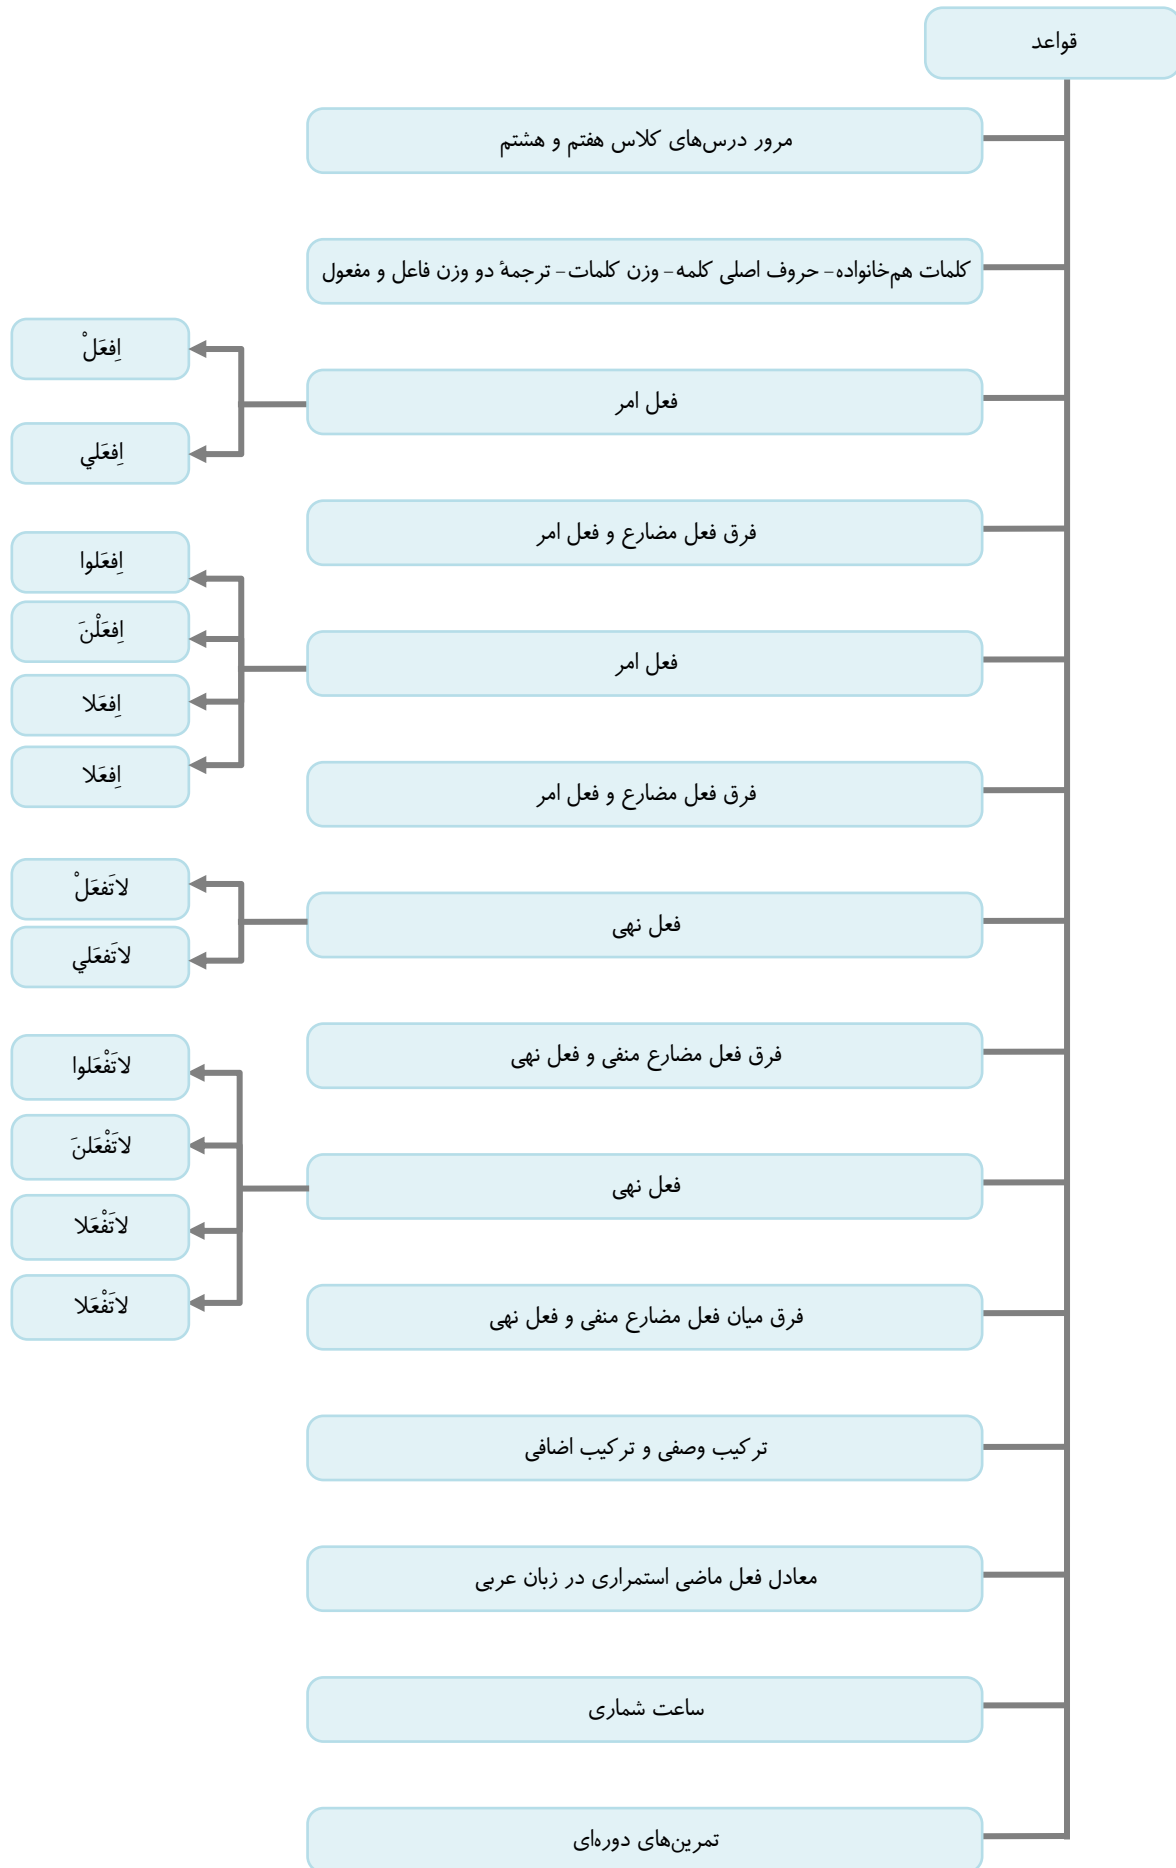 قواعد
مرور درس‌های کلاس هفتم و هشتم
کلمات هم‌خانواده- حروف اصلی کلمه- وزن کلمات- ترجمهٔ دو وزن فاعل و مفعول
فعل امر
اِفعَلْ
اِفعَلي
فرق فعل مضارع و فعل امر
فعل امر
اِفعَلوا
اِفعَلْنَ
اِفعَلا
اِفعَلا
فرق فعل مضارع و فعل امر
فعل نهی
لاتَفعَلْ
لاتَفعَلي
فرق فعل مضارع منفی و فعل نهی
فعل نهی
لاتَفْعَلوا
لاتَفْعَلنَ
لاتَفْعَلا
لاتَفْعَلا
فرق میان فعل مضارع منفی و فعل نهی
ترکیب وصفی و ترکیب اضافی
معادل فعل ماضی استمراری در زبان عربی
ساعت شماری
تمرین‌های دوره‌ای